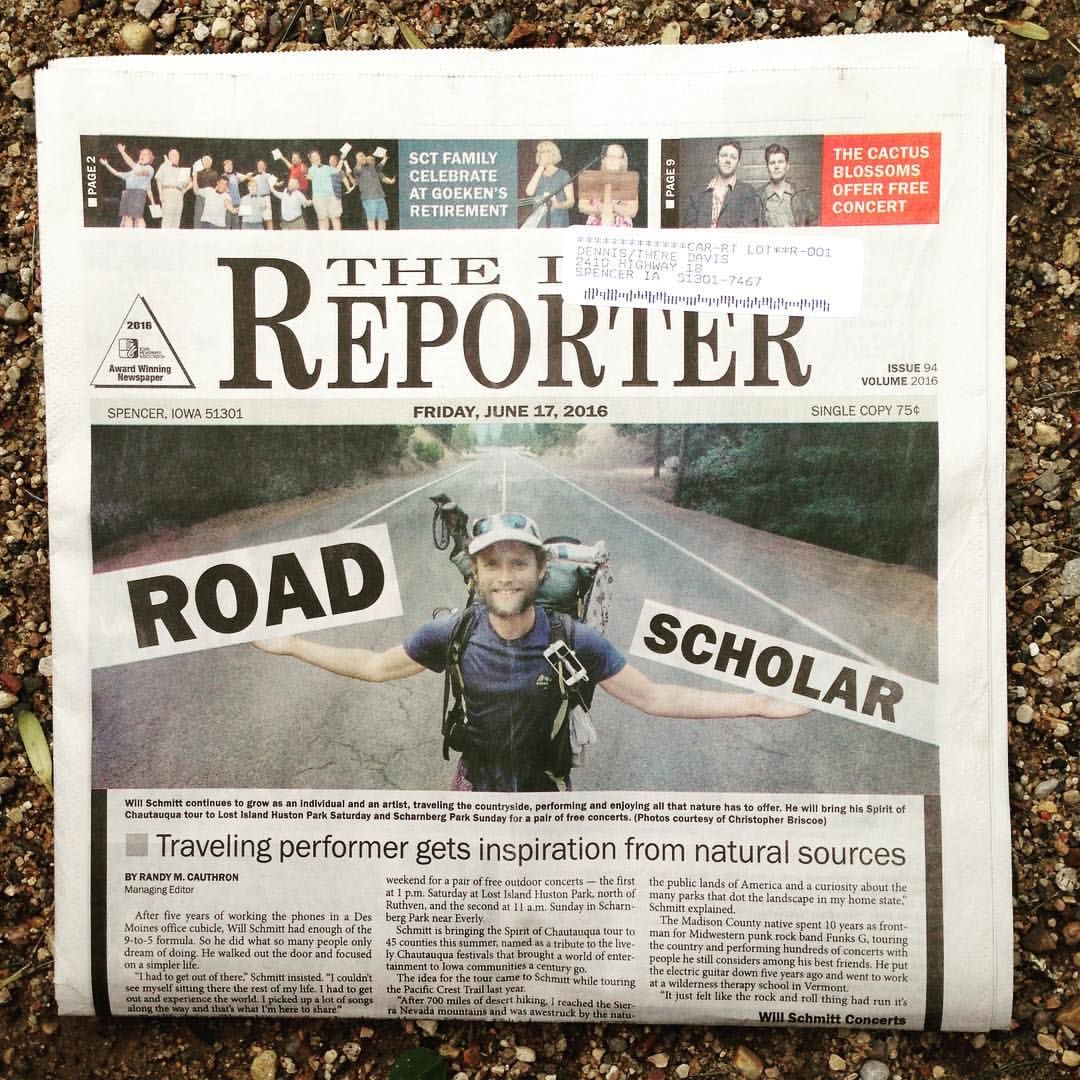 PAGE 2
SCT FAMILY
CELEBRATE
AT GOEKEN'S
RETIREMENT
PAGE 9
THE CACTUS
BLOSSOMS
OFFER FREE
CONCERT
************CAR-RT LOT**R-001
DENNIS/THERE DAVIS
2410 HIGHWAY 18
SPENCER IA 51301-7467
THE
REPORTER
2016
Award Winning
Newspaper
ISSUE 94
VOLUME 2016
SPENCER, IOWA 51301
FRIDAY, JUNE 17, 2016
SINGLE COPY 75¢
ROAD
SCHOLAR
Will Schmitt continues to grow as an individual and an artist, traveling the countryside, performing and enjoying all that nature has to offer. He will bring his Spirit of
Chautauqua tour to Lost Island Huston Park Saturday and Scharnberg Park Sunday for a pair of free concerts. (Photos courtesy of Christopher Briscoe)
Traveling performer gets inspiration from natural sources
BY RANDY M. CAUTHRON
Managing Editor
After five years of working the phones in a Des
Moines office cubicle, Will Schmitt had enough of the
9-to-5 formula. So he did what so many people only
dream of doing. He walked out the door and focused
on a simpler life.
"I had to get out of there," Schmitt insisted. "I couldn't
see myself sitting there the rest of my life. I had to get
out and experience the world. I picked up a lot of songs
along the way and that's what I'm here to share."
weekend for a pair of free outdoor concerts — the first
at 1 p.m. Saturday at Lost Island Huston Park, north of
Ruthven, and the second at 11 a.m. Sunday in Scharn-
berg Park near Everly.
Schmitt is bringing the Spirit of Chautauqua tour to
45 counties this summer, named as a tribute to the live-
ly Chautauqua festivals that brought a world of enter-
tainment to Iowa communities a century go.
The idea for the tour came to Schmitt while touring
the Pacific Crest Trail last year.
"After 700 miles of desert hiking, I reached the Sier-
ra Nevada mountains and was awestruck by the natu-
the public lands of America and a curiosity about the
many parks that dot the landscape in my home state,"
Schmitt explained.
The Madison County native spent 10 years as front-
man for Midwestern punk rock band Funks G, touring
the country and performing hundreds of concerts with
people he still considers among his best friends. He put
the electric guitar down five years ago and went to work
at a wilderness therapy school in Vermont.
"It just felt like the rock and roll thing had run it's
Will Schmitt Concerts